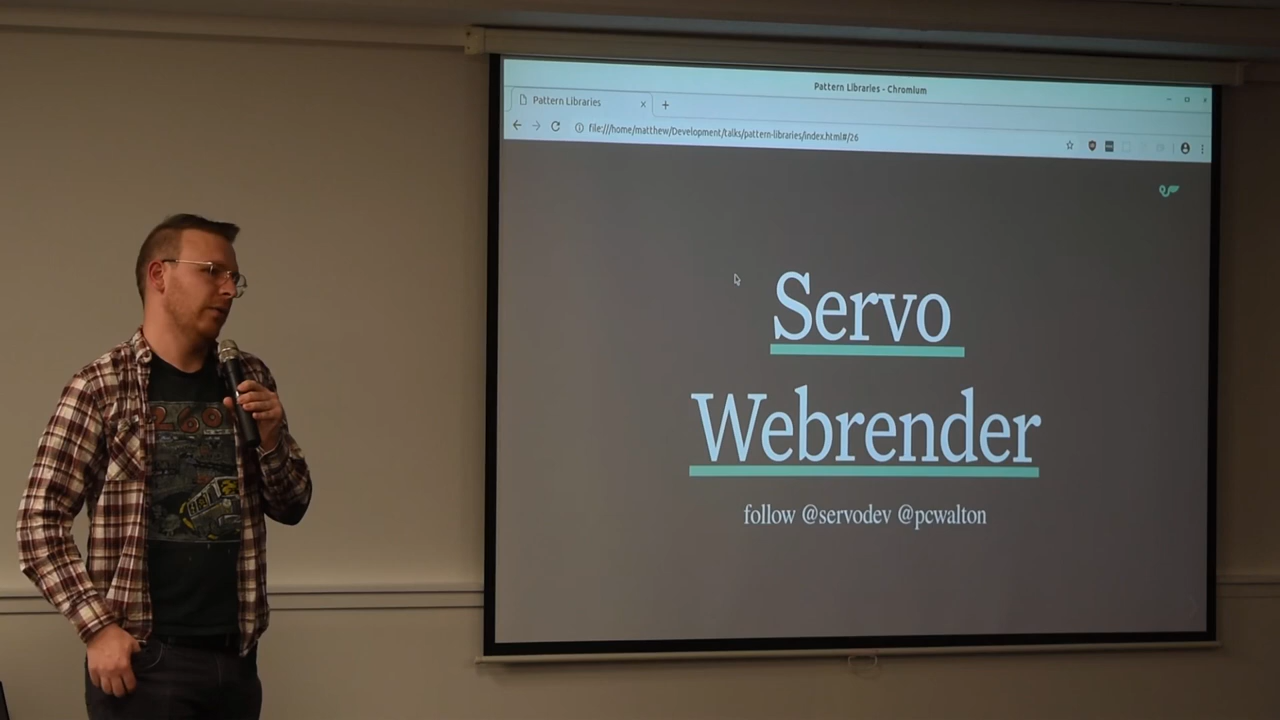 Pattern Libraries - Chromium
Pattern Libraries
file:///home/matthew/Development/talks/pattern-libraries/index.html#/26
Servo
Webrender
follow @servodev @pcwalton
260